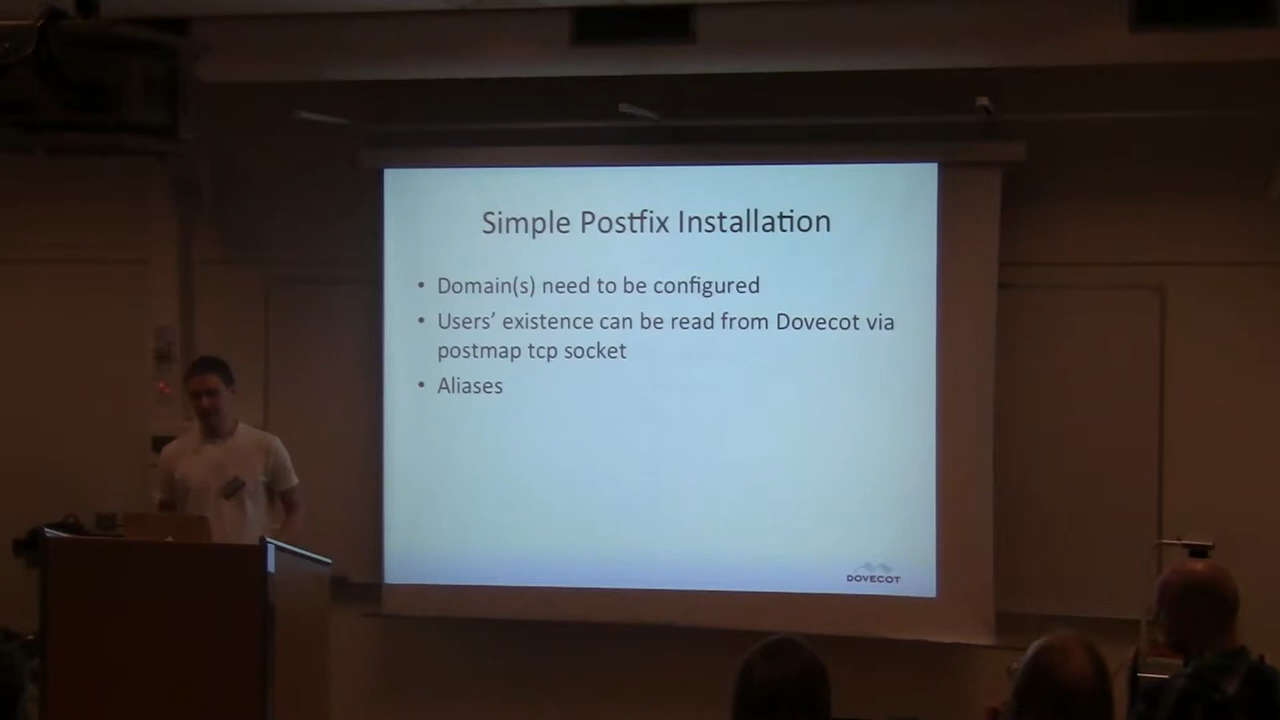 Simple Postfix Installation
• Domain(s) need to be configured
• Users’ existence can be read from Dovecot via
postmap tcp socket
• Aliases
DOVECOT